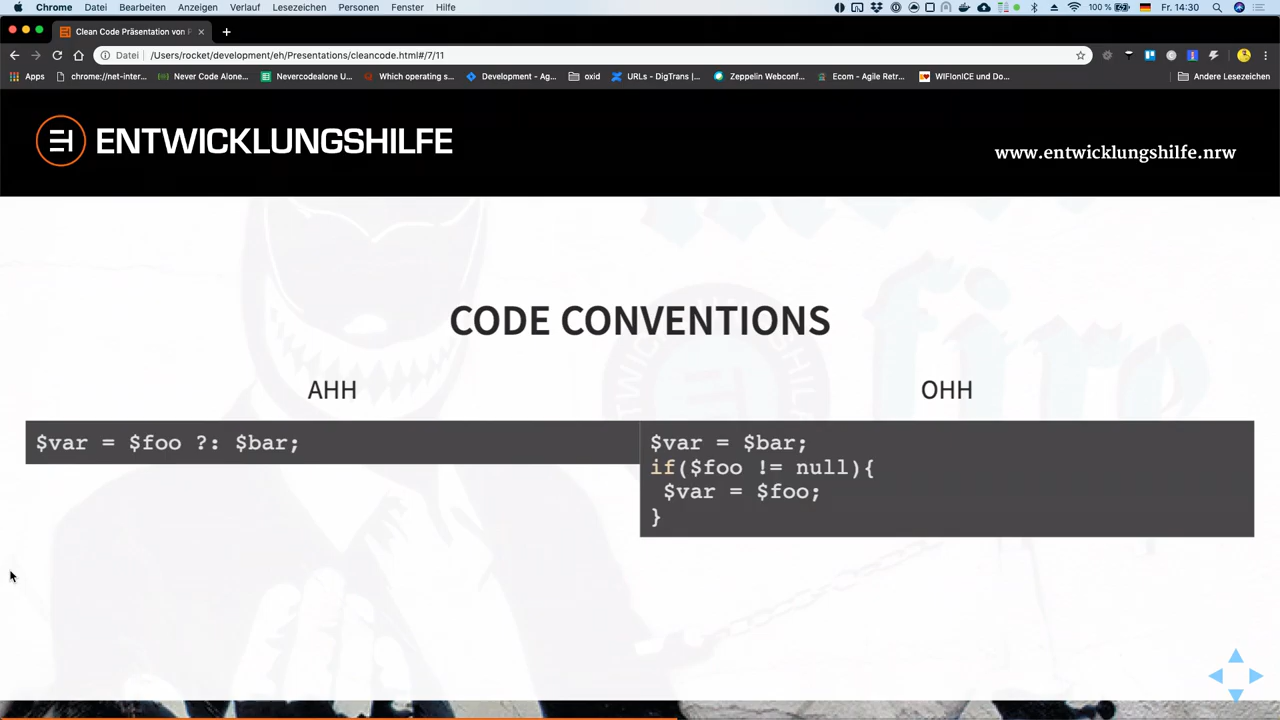 Chrome Datei Bearbeiten Anzeigen Verlauf Lesezeichen Personen Fenster Hilfe 100 % Fr. 14:30
Clean Code Präsentation von
Datei /Users/rocket/development/eh/Presentations/cleancode.html#/7/11
Apps chrome://net-inter... Never Code Alone... Nevercodealone U... Which operating s... Development - Ag... oxid URLs - DigTrans |... Zeppelin Webconf... Ecom - Agile Retr... WIFIonICE und Do... Andere Lesezeichen
ENTWICKLUNGSHILFE
www.entwicklungshilfe.nrw
CODE CONVENTIONS
AHH
$var = $foo ?: $bar;
OHH
$var = $bar;
if($foo != null){
$var = $foo;
}